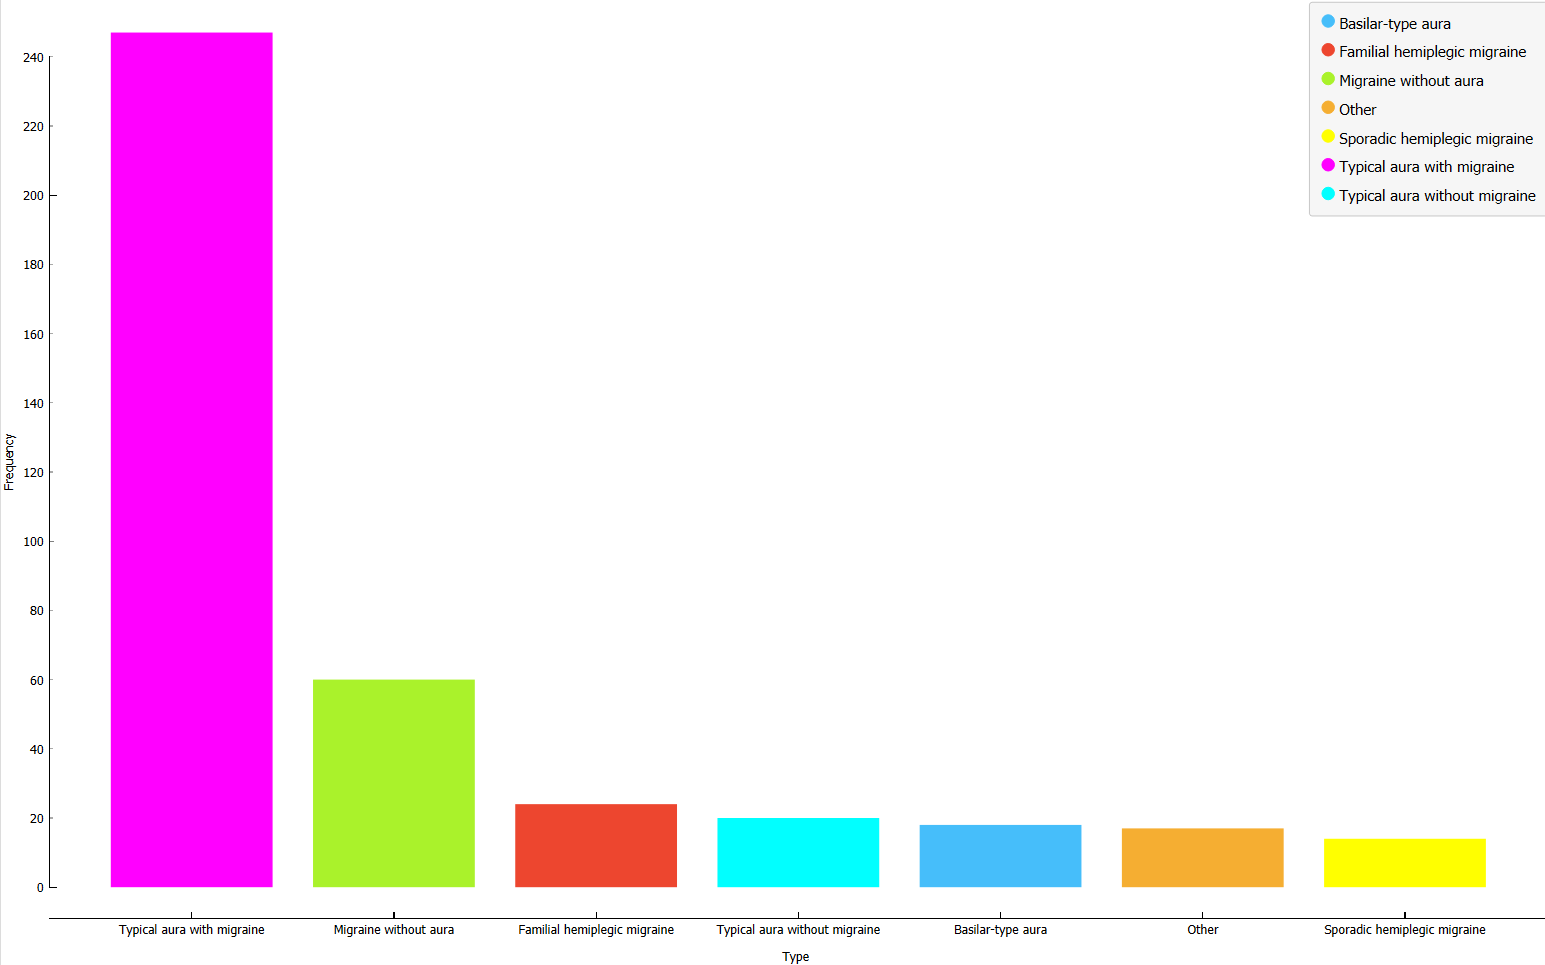 Basilar-type aura
Familial hemiplegic migraine
Migraine without aura
Other
Sporadic hemiplegic migraine
Typical aura with migraine
Typical aura without migraine
240
220
200
180
160
140
120
100
80
60
40
20
0
Frequency
Typical aura with migraine
Migraine without aura
Familial hemiplegic migraine
Typical aura without migraine
Basilar-type aura
Other
Sporadic hemiplegic migraine
Type